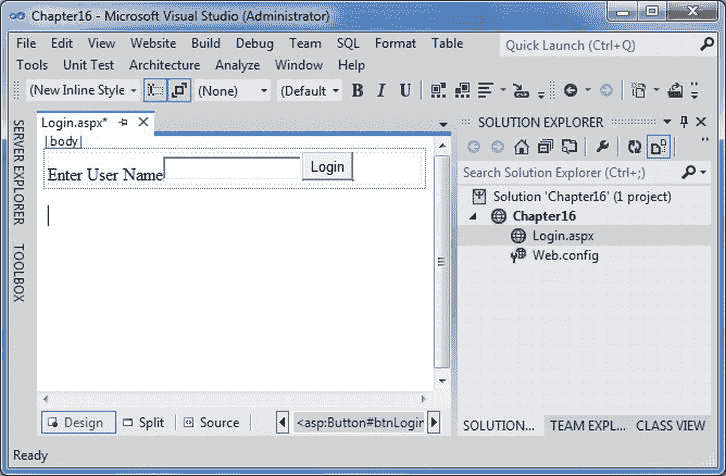 Chapter16 - Microsoft Visual Studio (Administrator)
File Edit View Website Build Debug Team SQL Format Table
Quick Launch (Ctrl+Q)
Tools Unit Test Architecture Analyze Window Help
(New Inline Style (None) (Default B I U
Login.aspx*
SOLUTION EXPLORER
body
Enter User Name Login
Search Solution Explorer (Ctrl+;)
Solution 'Chapter16' (1 project)
Chapter16
Login.aspx
Web.config
SERVER EXPLORER
TOOLBOX
Design Split Source <asp:Button#btnLogin
SOLUTION... TEAM EXPL... CLASS VIEW
Ready